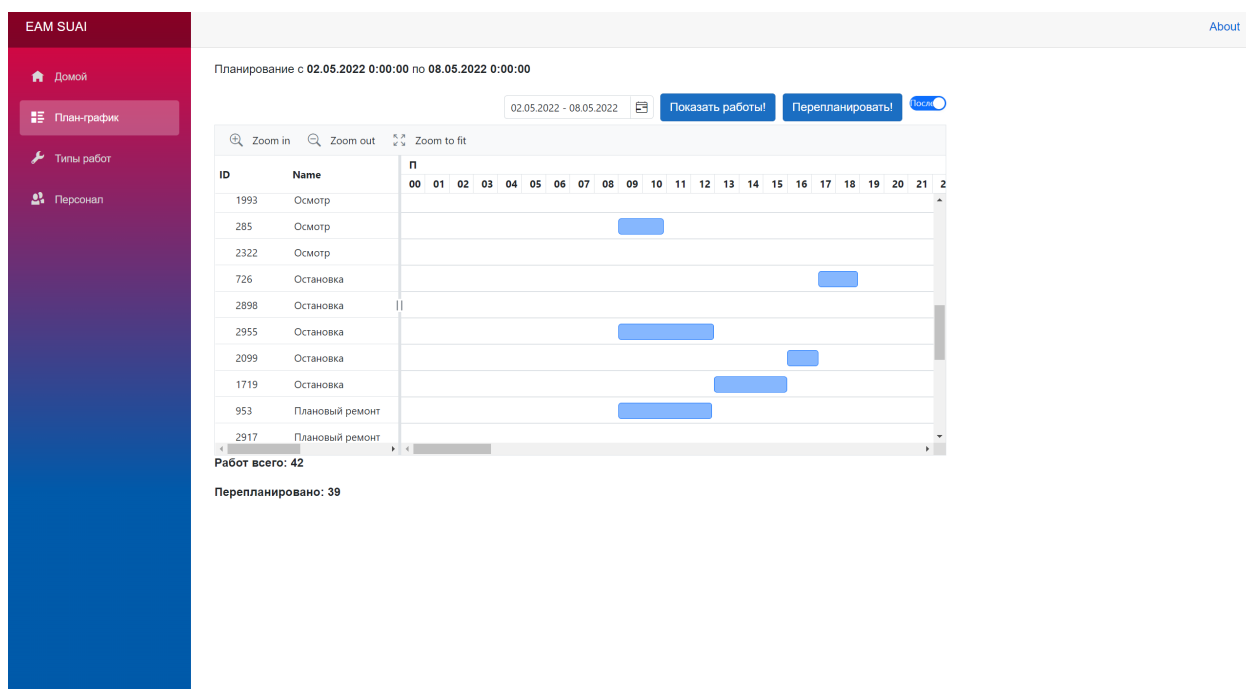 EAM SUAI
About
Домой
План-график
Типы работ
Персонал
Планирование с 02.05.2022 0:00:00 по 08.05.2022 0:00:00
02.05.2022 - 08.05.2022 Показать работы! Перепланировать!
Zoom in Zoom out Zoom to fit
П
ID Name
00 01 02 03 04 05 06 07 08 09 10 11 12 13 14 15 16 17 18 19 20 21 2
1993 Осмотр
285 Осмотр
2322 Осмотр
726 Остановка
2898 Остановка
2955 Остановка
2099 Остановка
1719 Остановка
953 Плановый ремонт
2917 Плановый ремонт
Работ всего: 42
Перепланировано: 39